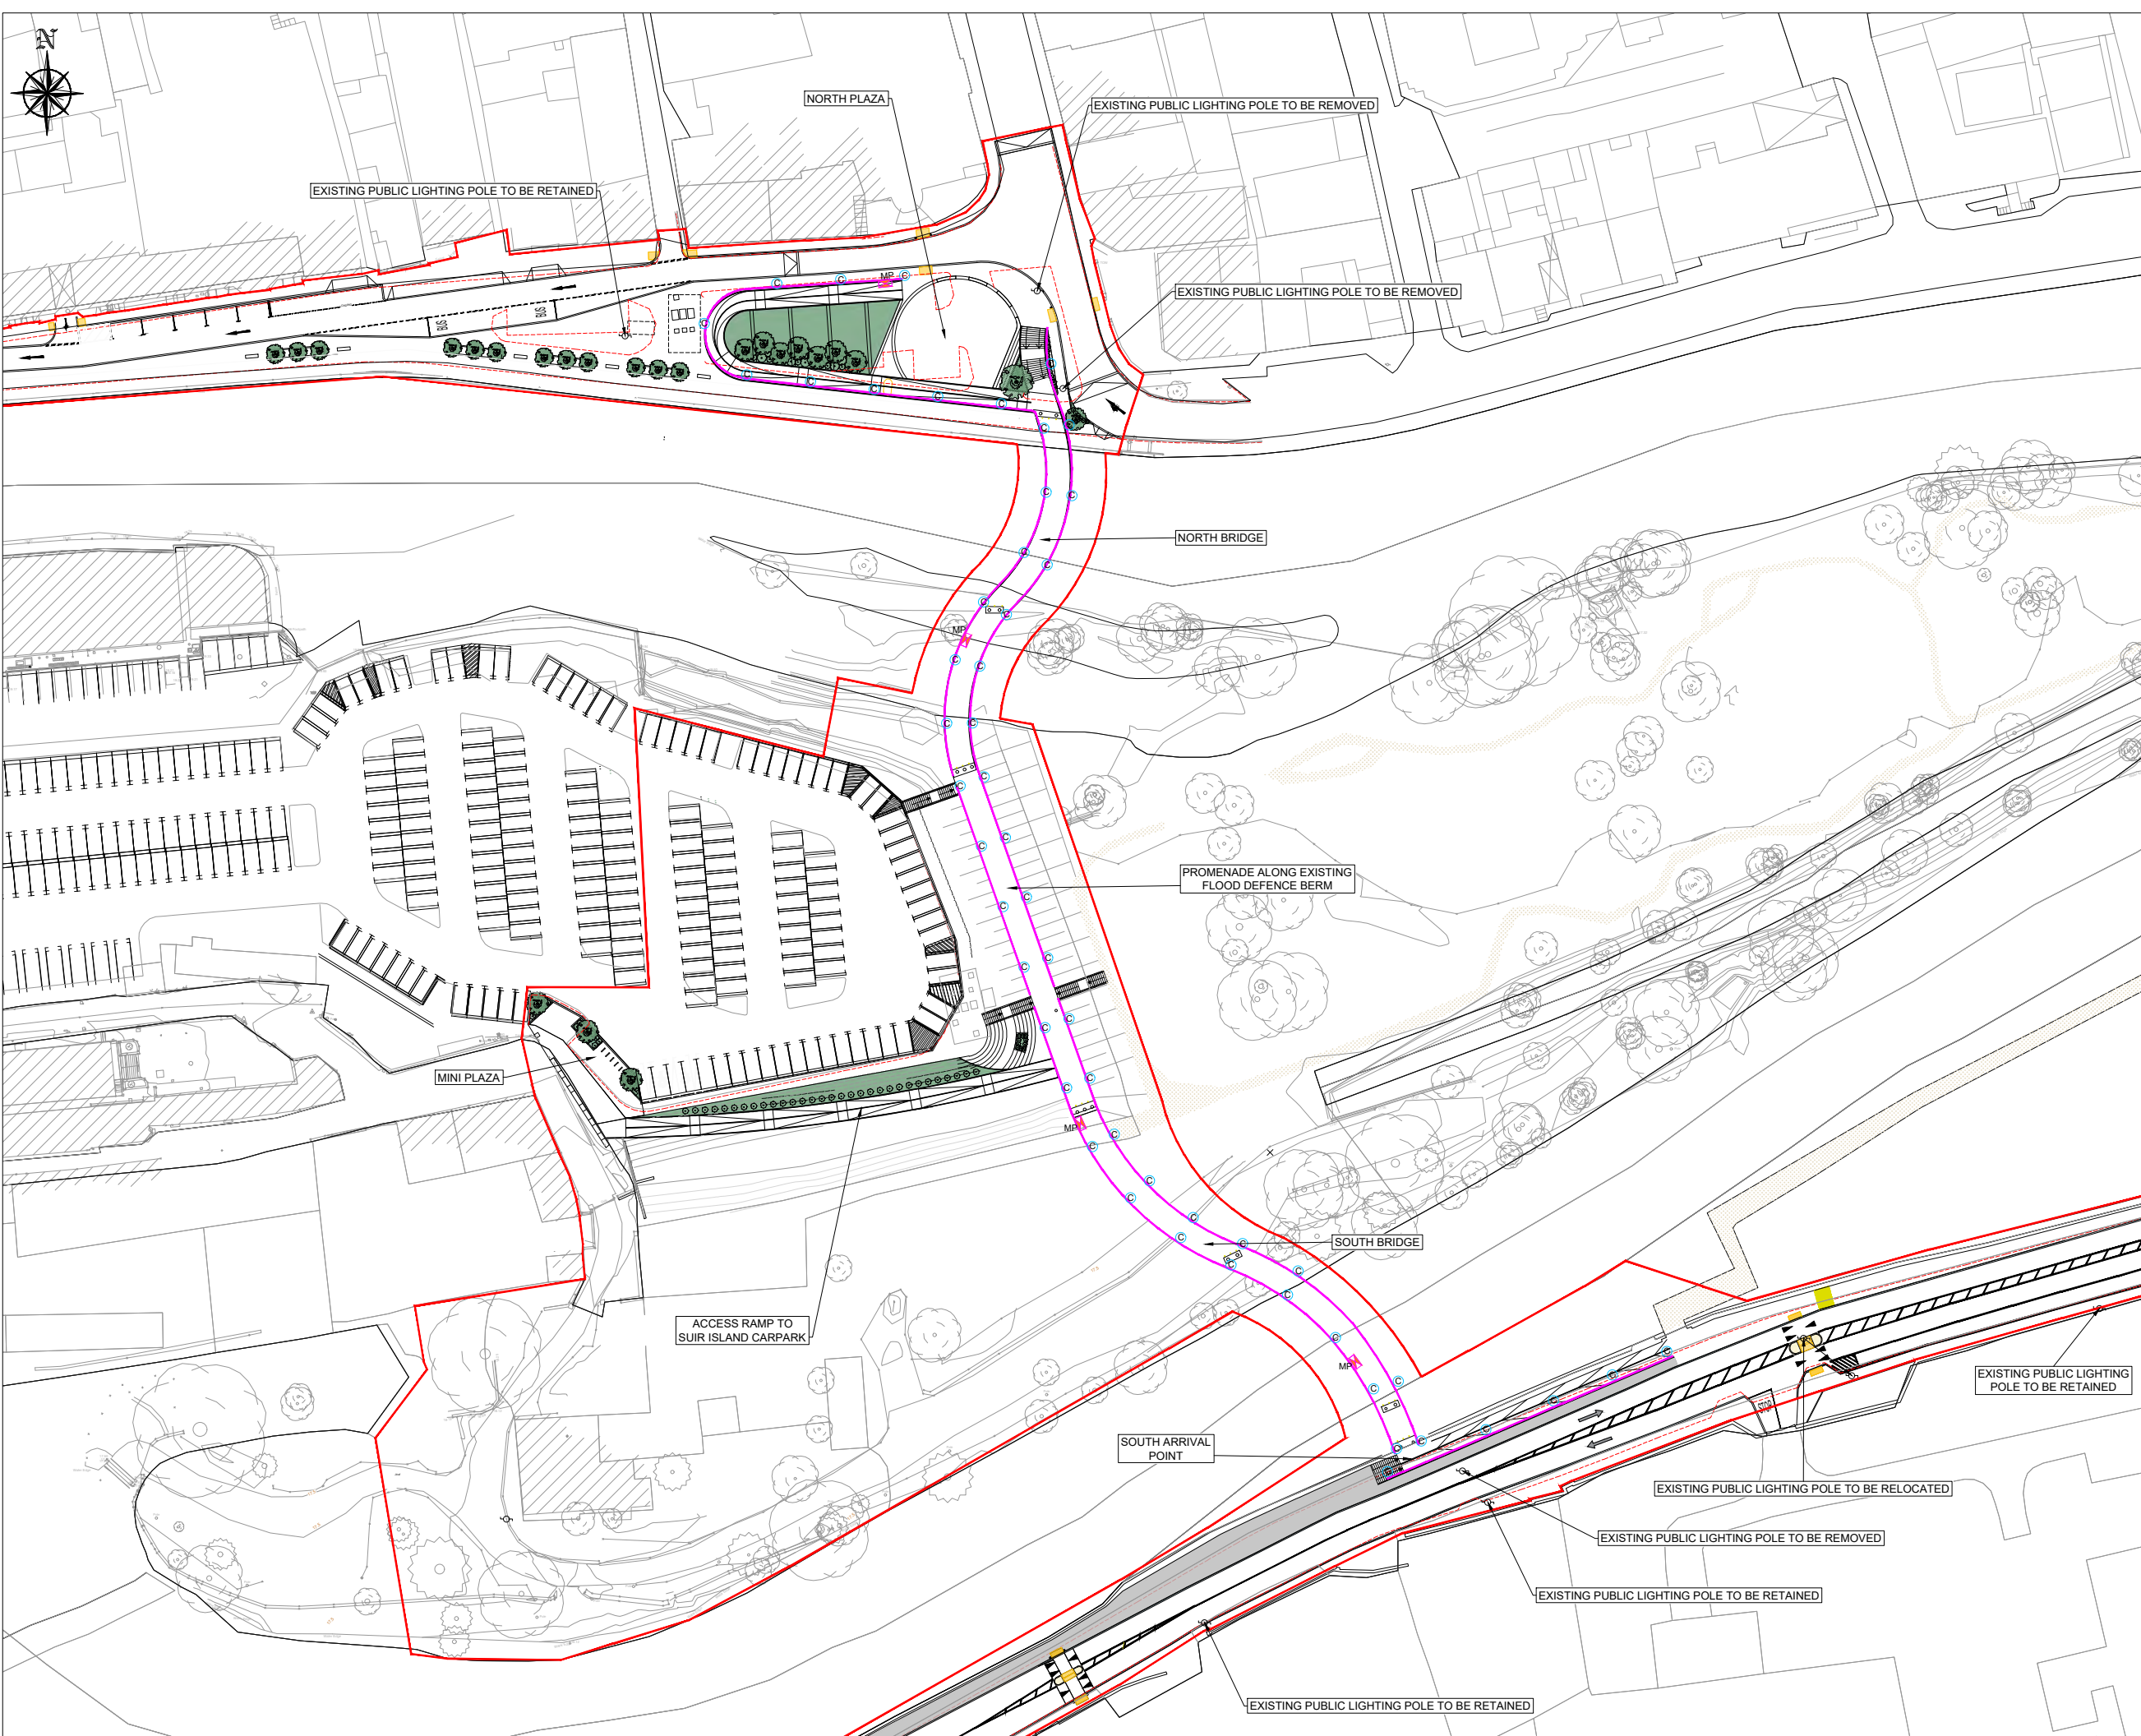 N
NORTH PLAZA
EXISTING PUBLIC LIGHTING POLE TO BE REMOVED
EXISTING PUBLIC LIGHTING POLE TO BE RETAINED
MP
EXISTING PUBLIC LIGHTING POLE TO BE REMOVED
BUS
BUS
NORTH BRIDGE
MP
PROMENADE ALONG EXISTING
FLOOD DEFENCE BERM
MINI PLAZA
MP
SOUTH BRIDGE
ACCESS RAMP TO
SUIR ISLAND CARPARK
MP
EXISTING PUBLIC LIGHTING
POLE TO BE RETAINED
STOP
SOUTH ARRIVAL
POINT
EXISTING PUBLIC LIGHTING POLE TO BE RELOCATED
EXISTING PUBLIC LIGHTING POLE TO BE REMOVED
EXISTING PUBLIC LIGHTING POLE TO BE RETAINED
EXISTING PUBLIC LIGHTING POLE TO BE RETAINED